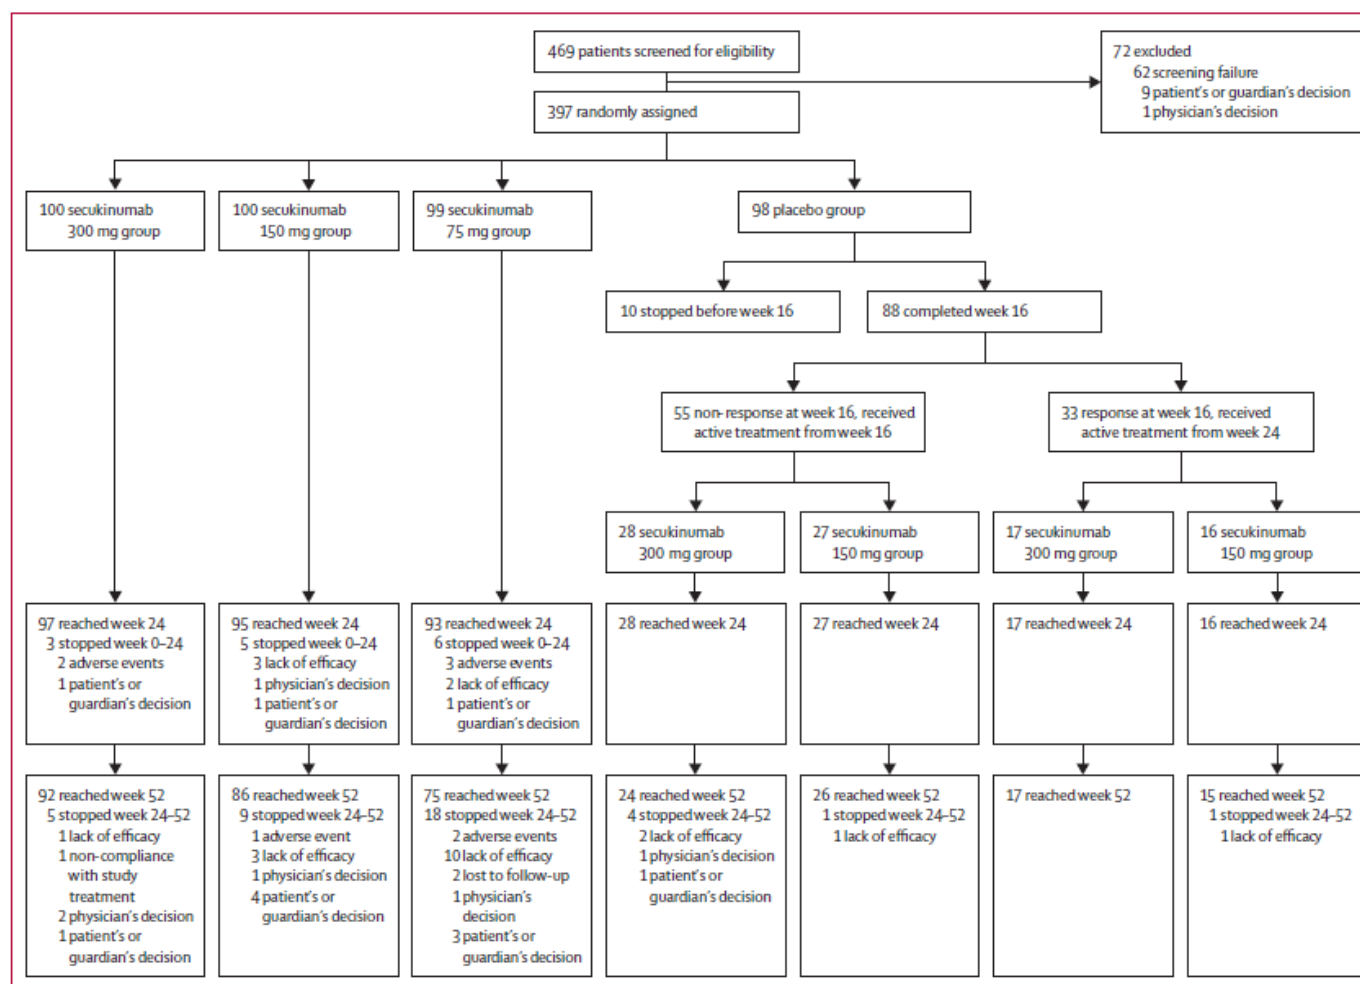 469 patients screened for eligibility
72 excluded
62 screening failure
9 patient's or guardian's decision
1 physician's decision
397 randomly assigned
100 secukinumab
300 mg group
100 secukinumab
150 mg group
99 secukinumab
75 mg group
98 placebo group
10 stopped before week 16
88 completed week 16
55 non-response at week 16, received
active treatment from week 16
33 response at week 16, received
active treatment from week 24
28 secukinumab
300 mg group
27 secukinumab
150 mg group
17 secukinumab
300 mg group
16 secukinumab
150 mg group
97 reached week 24
3 stopped week 0–24
2 adverse events
1 patient's or
guardian's decision
95 reached week 24
5 stopped week 0–24
3 lack of efficacy
1 physician's decision
1 patient's or
guardian's decision
93 reached week 24
6 stopped week 0–24
3 adverse events
2 lack of efficacy
1 patient's or
guardian's decision
28 reached week 24
27 reached week 24
17 reached week 24
16 reached week 24
92 reached week 52
5 stopped week 24–52
1 lack of efficacy
1 non-compliance
with study
treatment
2 physician's decision
1 patient's or
guardian's decision
86 reached week 52
9 stopped week 24–52
1 adverse event
3 lack of efficacy
1 physician's decision
4 patient's or
guardian's decision
75 reached week 52
18 stopped week 24–52
2 adverse events
10 lack of efficacy
2 lost to follow-up
1 physician's
decision
3 patient's or
guardian's decision
24 reached week 52
4 stopped week 24–52
2 lack of efficacy
1 physician's decision
1 patient's or
guardian's decision
26 reached week 52
1 stopped week 24–52
1 lack of efficacy
17 reached week 52
15 reached week 52
1 stopped week 24–52
1 lack of efficacy